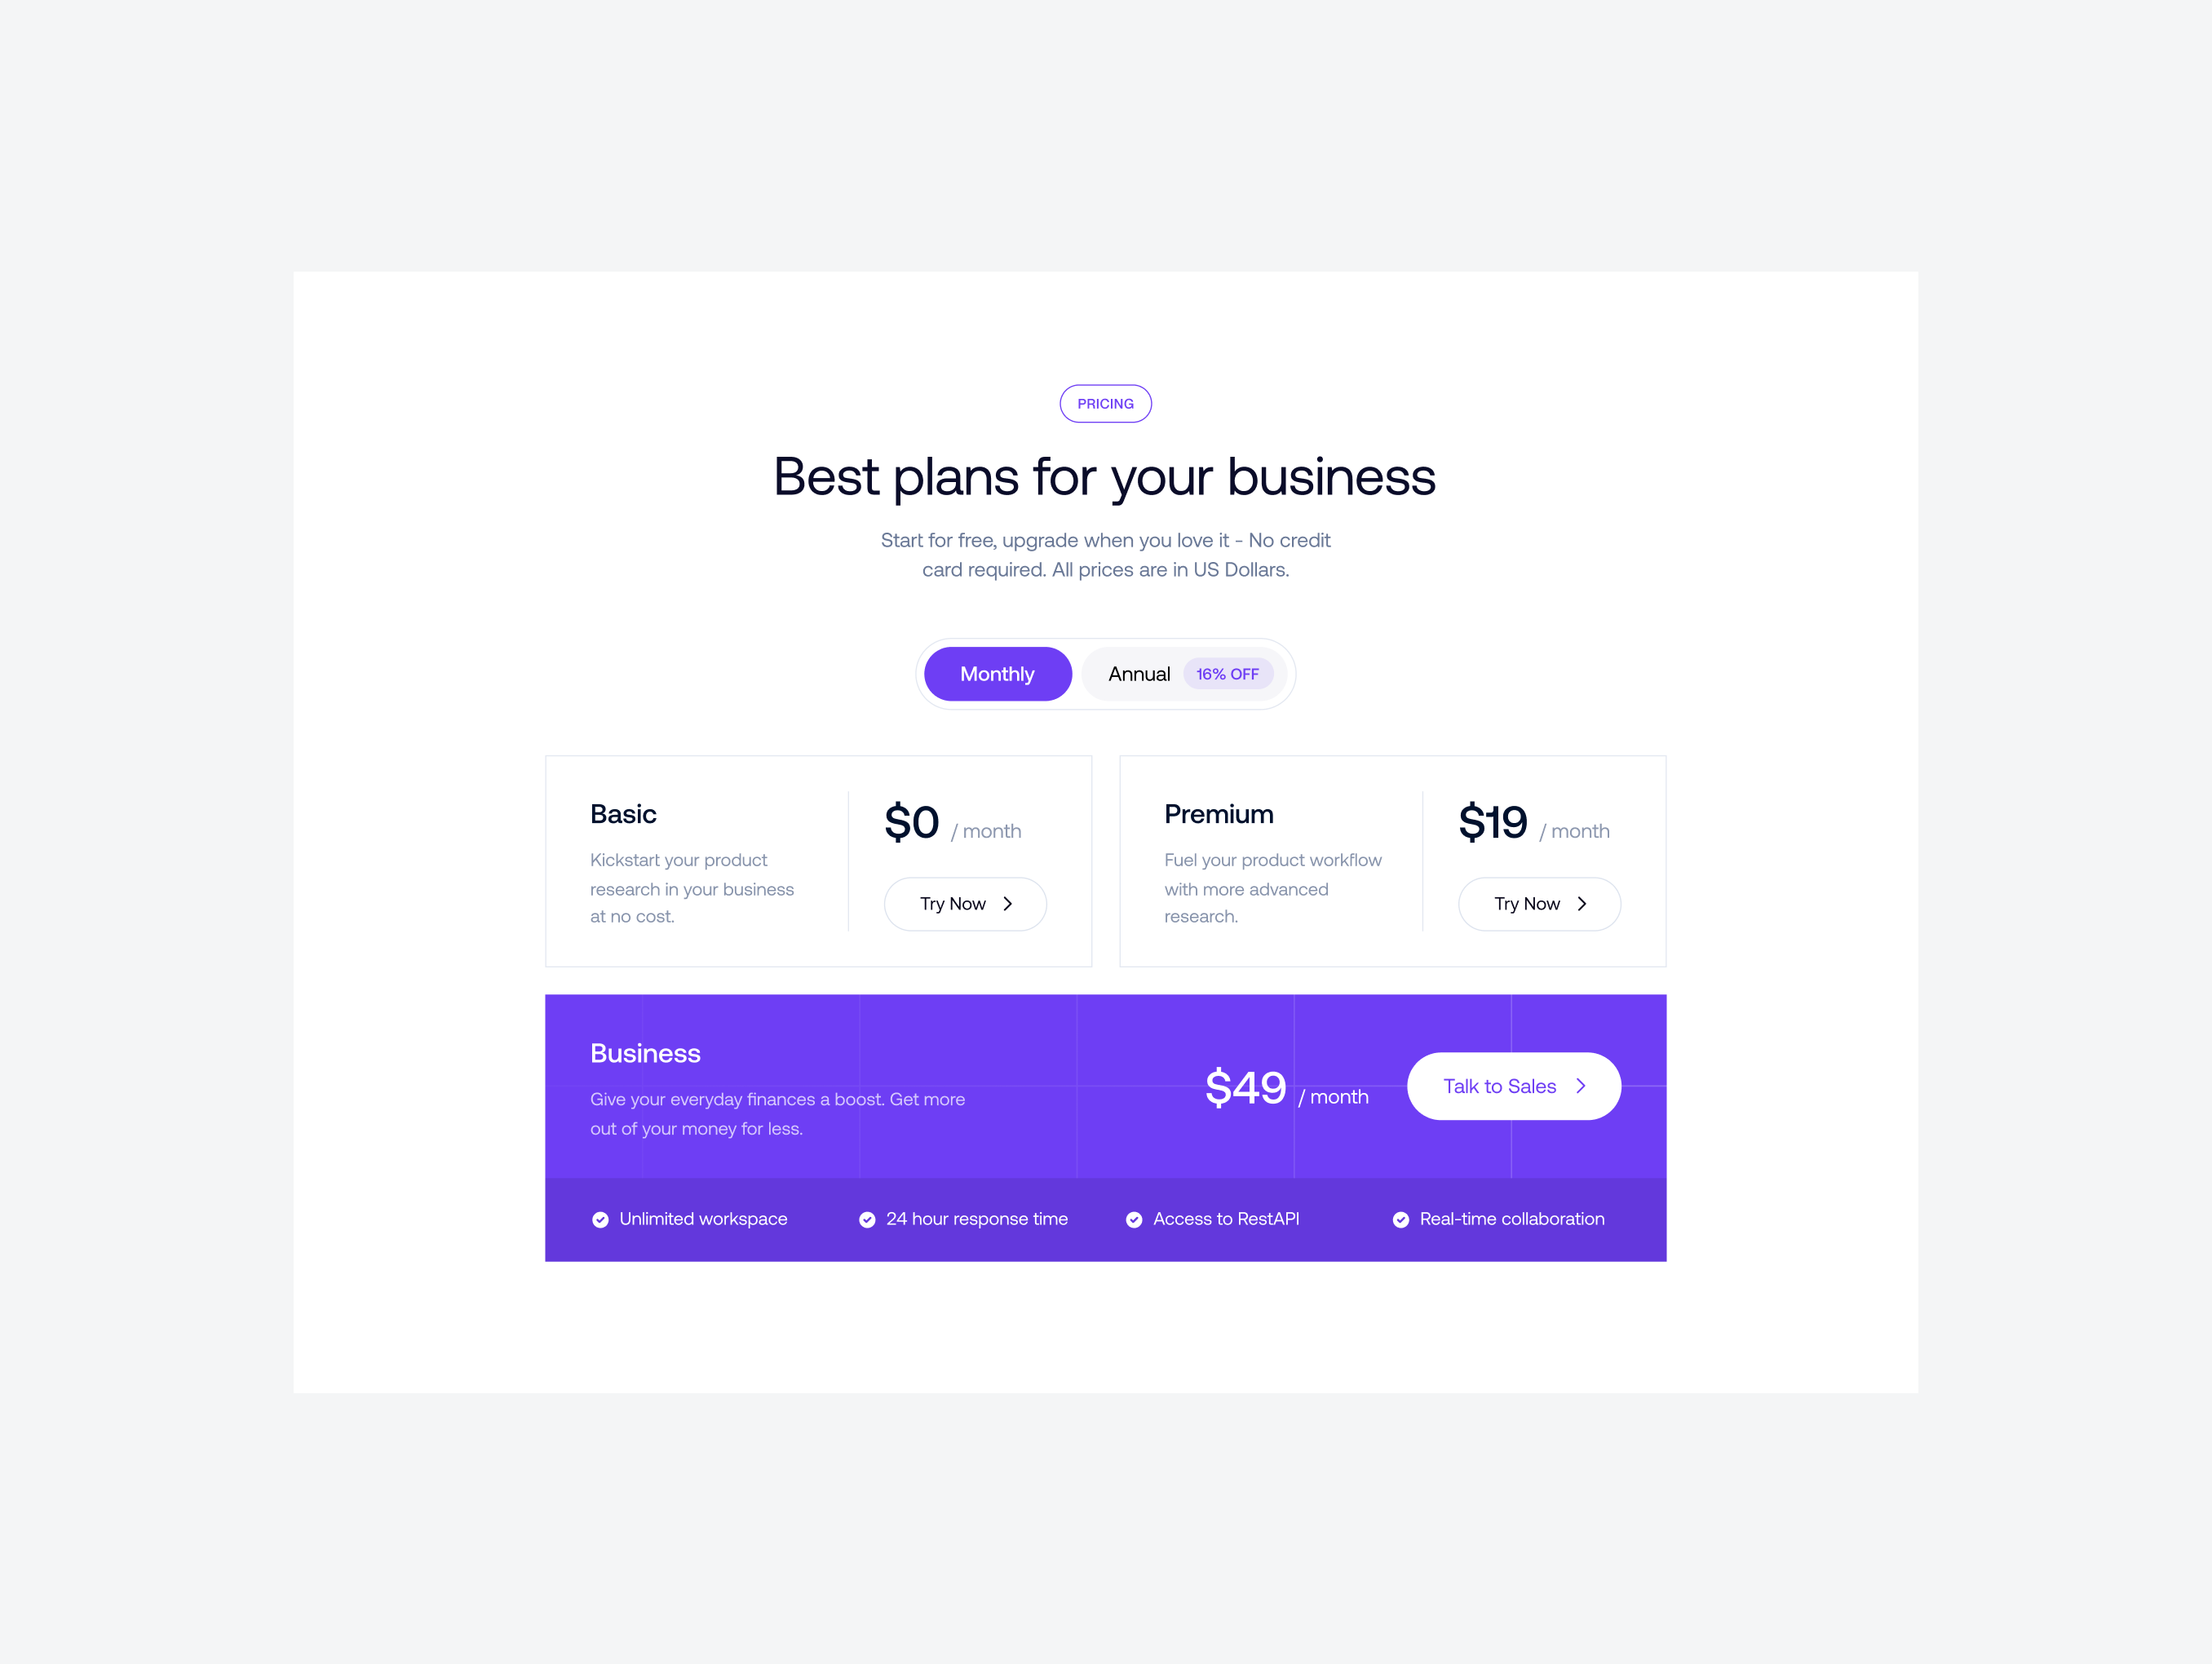 PRICING
Best plans for your business
Start for free, upgrade when you love it - No credit
card required. All prices are in US Dollars.
Monthly
Annual 16% OFF
Basic
Kickstart your product
research in your business
at no cost.
$0 / month
Try Now
Premium
Fuel your product workflow
with more advanced
research.
$19 / month
Try Now
Business
Give your everyday finances a boost. Get more
out of your money for less.
$49 / month
Talk to Sales
Unlimited workspace
24 hour response time
Access to RestAPI
Real-time collaboration